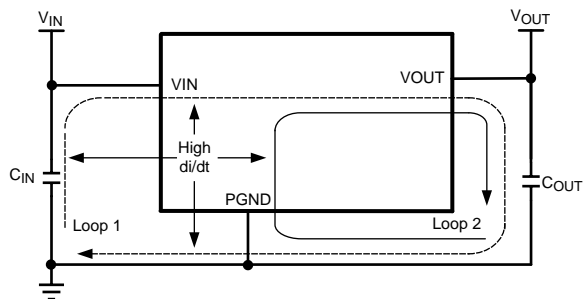 VIN
VOUT
VIN
VOUT
High
di/dt
CIN
COUT
PGND
Loop 1
Loop 2